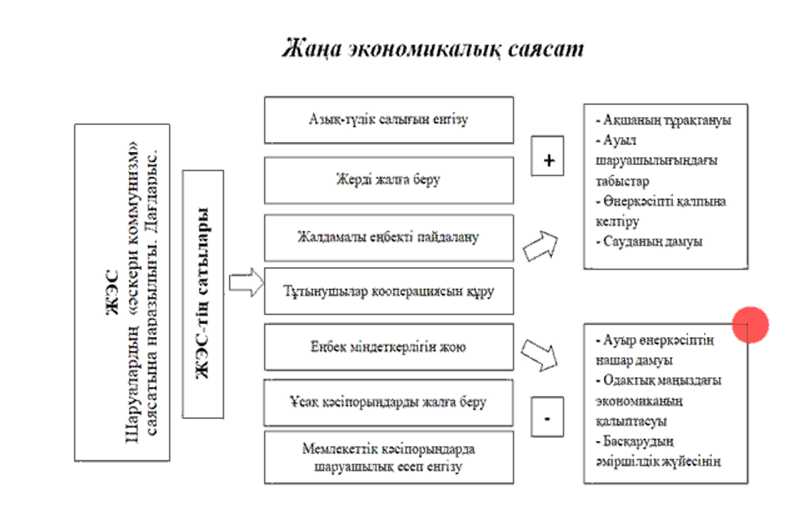 Жаңа экономикалық саясат
ЖЭС
Шаруалардың «әскери коммунизм»
саясатына наразылығы. Дағдарыс.
ЖЭС-тің сатылары
Азық-түлік салығын енгізу
Жерді жалға беру
Жалдамалы еңбекті пайдалану
Тұтынушылар кооперациясын құру
Еңбек міндеткерлігін жою
Ұсақ кәсіпорындарды жалға беру
Мемлекеттік кәсіпорындарда
шаруашылық есеп енгізу
+
- Ақшаның тұрақтануы
- Ауыл
шаруашылығындағы
табыстар
- Өнеркәсіпті қалпына
келтіру
- Сауданың дамуы
-
- Ауыр өнеркәсіптің
нашар дамуы
- Одақтық маңыздағы
экономиканың
қалыптасуы
- Басқарудың
әміршілдік жүйесінің